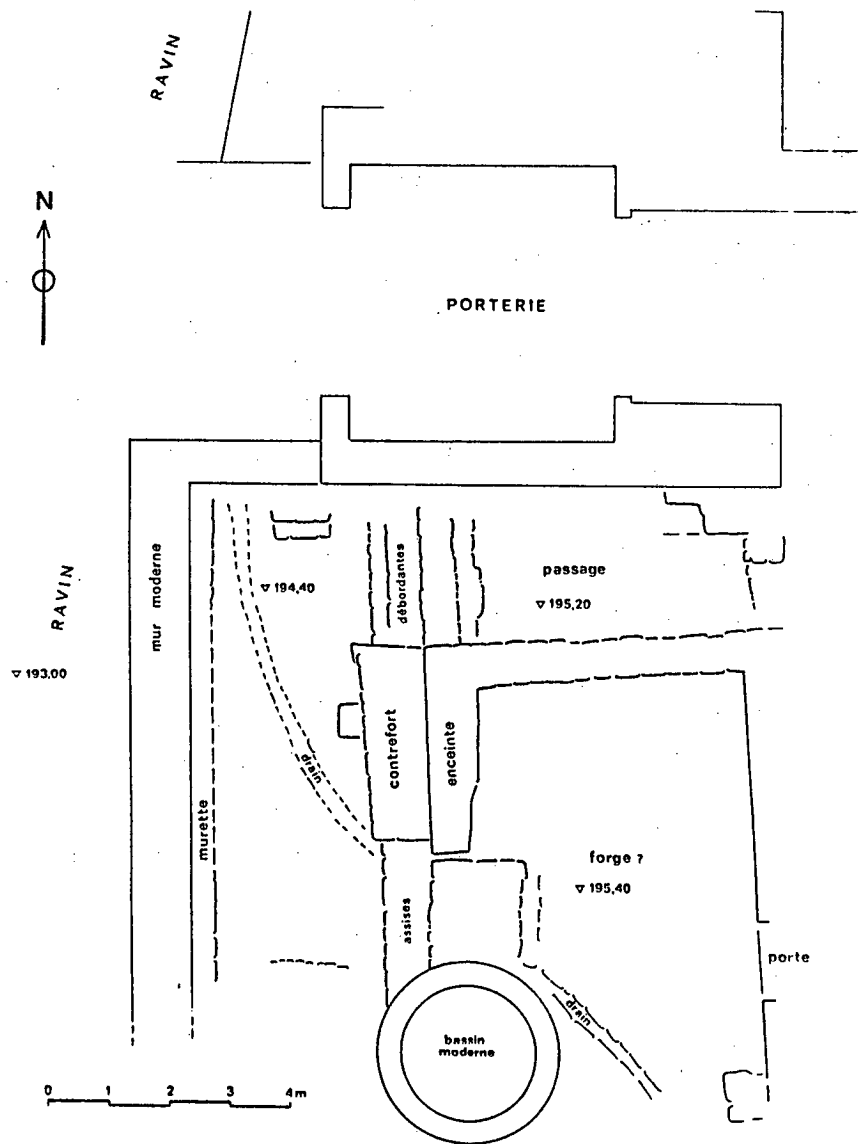 RAVIN
N
PORTERIE
RAVIN
mur moderne
débordantes
passage
▽ 194,40
▽ 195,20
▽ 193,00
contrefort
enceinte
drain
murette
forge ?
▽ 195,40
assises
porte
drain
bassin
moderne
0 1 2 3 4m